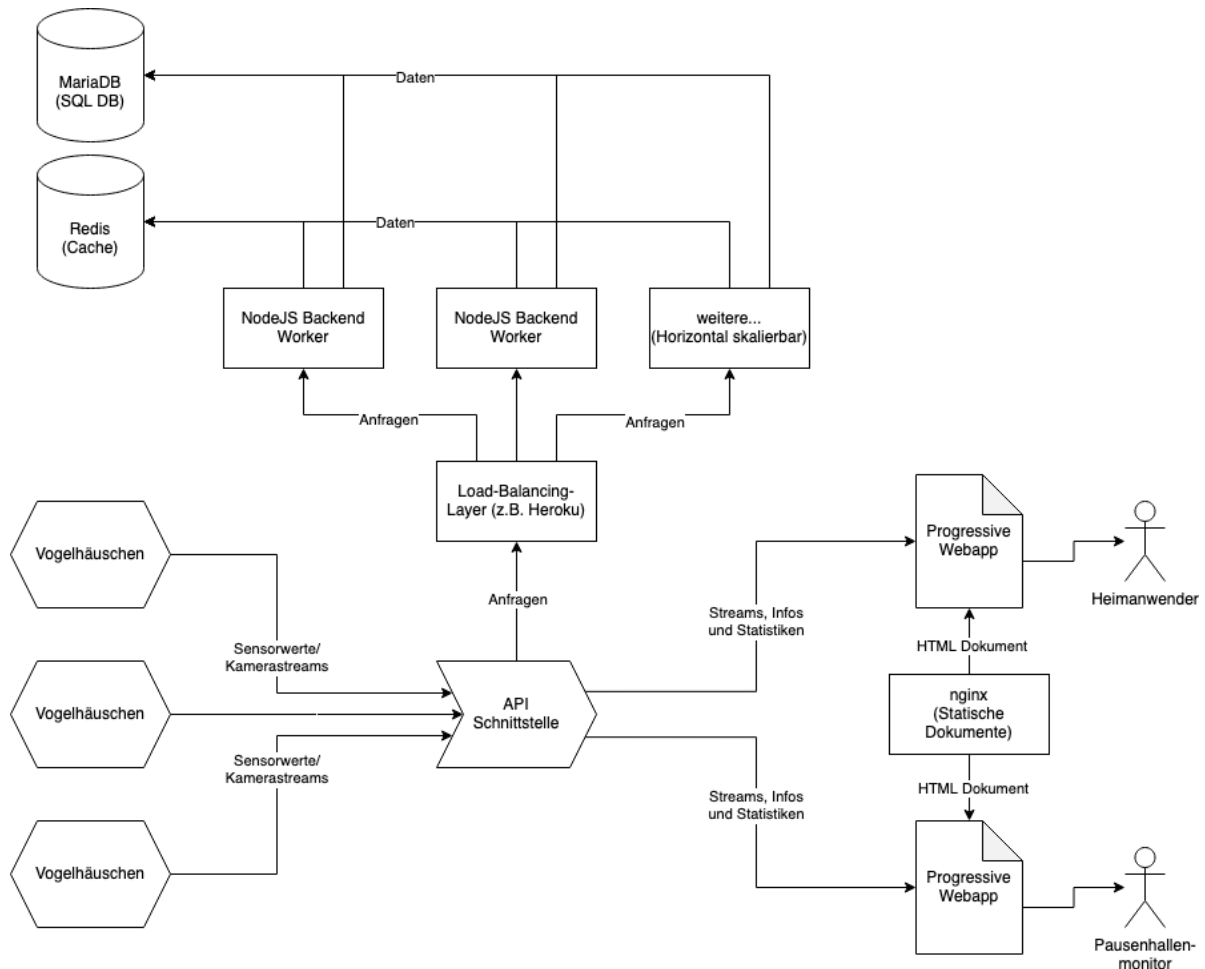 MariaDB
(SQL DB)
Daten
Redis
(Cache)
Daten
NodeJS Backend
Worker
NodeJS Backend
Worker
weitere...
(Horizontal skalierbar)
Anfragen
Anfragen
Load-Balancing-
Layer (z.B. Heroku)
Anfragen
Vogelhäuschen
Sensorwerte/
Kamerastreams
Vogelhäuschen
Sensorwerte/
Kamerastreams
Vogelhäuschen
API
Schnittstelle
Streams, Infos
und Statistiken
Streams, Infos
und Statistiken
Progressive
Webapp
Heimanwender
HTML Dokument
nginx
(Statische
Dokumente)
HTML Dokument
Progressive
Webapp
Pausenhallen-
monitor